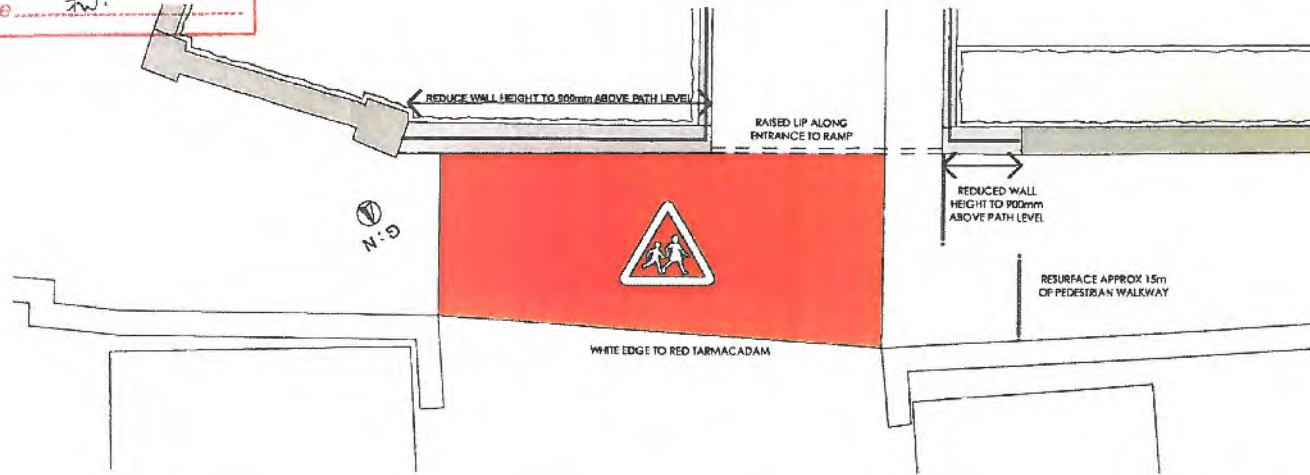 REDUCE WALL HEIGHT TO 900mm ABOVE PATH LEVEL
RAISED LIP ALONG
ENTRANCE TO RAMP
REDUCED WALL
HEIGHT TO 900mm
ABOVE PATH LEVEL
G:N
RESURFACE APPROX 15m
OF PEDESTRIAN WALKWAY
WHITE EDGE TO RED TARMACADAM